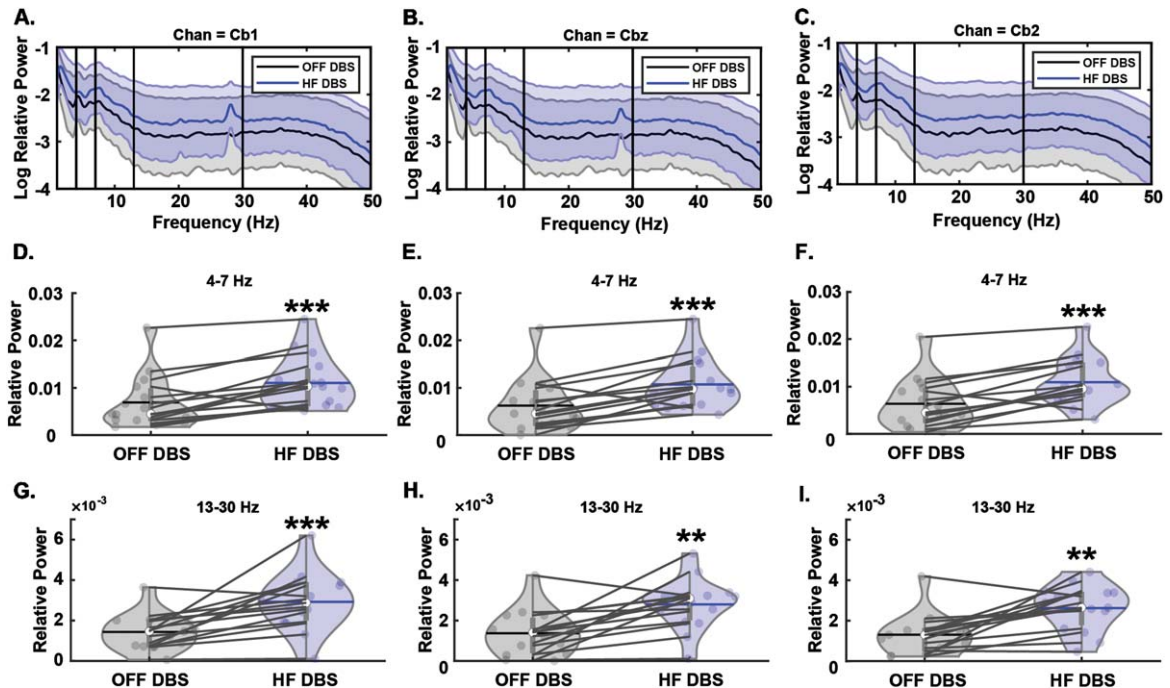 A.
Chan = Cb1
OFF DBS
HF DBS
Log Relative Power
-1
-2
-3
-4
10 20 30 40 50
Frequency (Hz)
B.
Chan = Cbz
OFF DBS
HF DBS
Log Relative Power
-1
-2
-3
-4
10 20 30 40 50
Frequency (Hz)
C.
Chan = Cb2
OFF DBS
HF DBS
Log Relative Power
-1
-2
-3
-4
10 20 30 40 50
Frequency (Hz)
D.
4-7 Hz
Relative Power
0.03
0.02
0.01
0
***
OFF DBS HF DBS
E.
4-7 Hz
Relative Power
0.03
0.02
0.01
0
***
OFF DBS HF DBS
F.
4-7 Hz
Relative Power
0.03
0.02
0.01
0
***
OFF DBS HF DBS
G.
×10-3
13-30 Hz
Relative Power
6
4
2
0
***
OFF DBS HF DBS
H.
×10-3
13-30 Hz
Relative Power
6
4
2
0
**
OFF DBS HF DBS
I.
×10-3
13-30 Hz
Relative Power
6
4
2
0
**
OFF DBS HF DBS